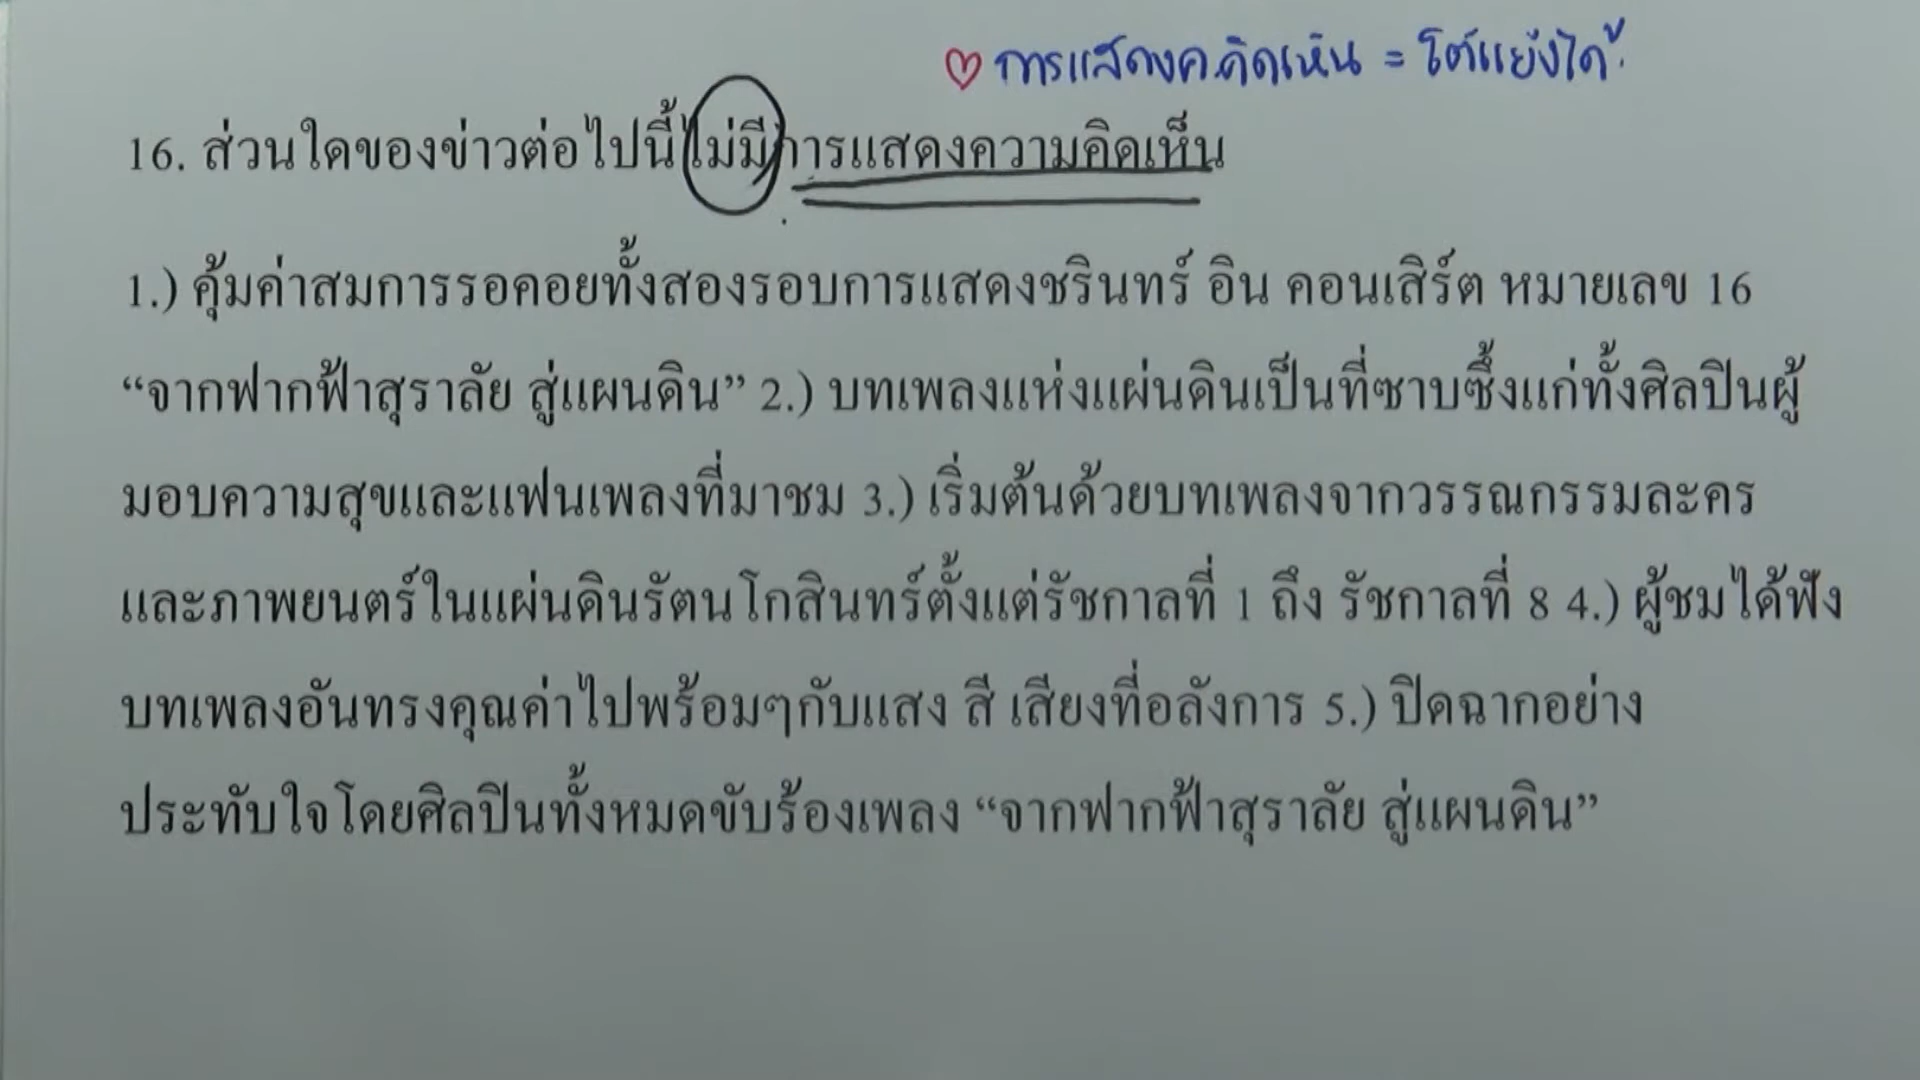 ♡ การแสดงค.คิดเห็น = โต้แย้งได้
16. ส่วนใดของข่าวต่อไปนี้ไม่มีการแสดงความคิดเห็น
1.) คุ้มค่าสมการรอคอยทั้งสองรอบการแสดงชรินทร์ อิน คอนเสิร์ต หมายเลข 16
“จากฟากฟ้าสุราลัย สู่แผนดิน” 2.) บทเพลงแห่งแผ่นดินเป็นที่ซาบซึ้งแก่ทั้งศิลปินผู้
มอบความสุขและแฟนเพลงที่มาชม 3.) เริ่มต้นด้วยบทเพลงจากวรรณกรรมละคร
และภาพยนตร์ในแผ่นดินรัตนโกสินทร์ตั้งแต่รัชกาลที่ 1 ถึง รัชกาลที่ 8 4.) ผู้ชมได้ฟัง
บทเพลงอันทรงคุณค่าไปพร้อมๆกับแสง สี เสียงที่อลังการ 5.) ปิดฉากอย่าง
ประทับใจโดยศิลปินทั้งหมดขับร้องเพลง “จากฟากฟ้าสุราลัย สู่แผนดิน”